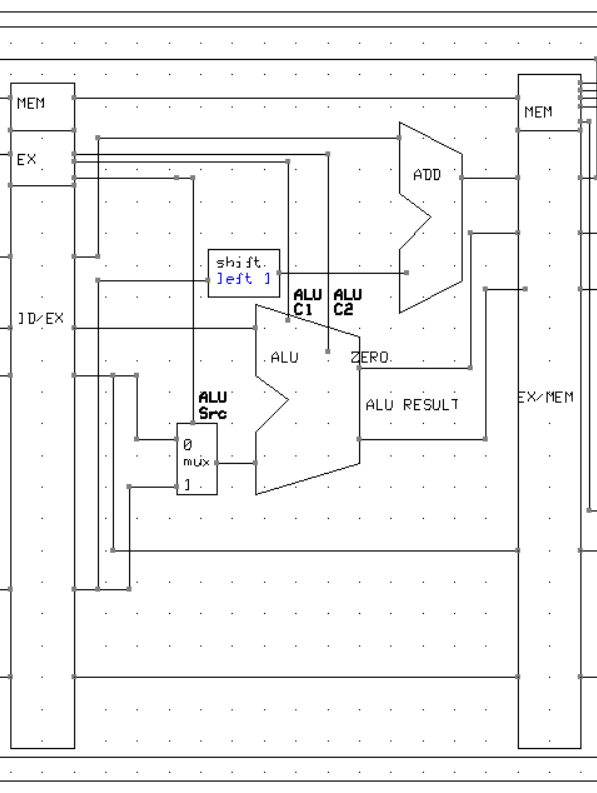 MEM
MEM
EX
ADD
shift
left 1
ALU
C1
ALU
C2
ID/EX
ALU
ZERO
ALU
Src
ALU RESULT
EX/MEM
0
mux
1